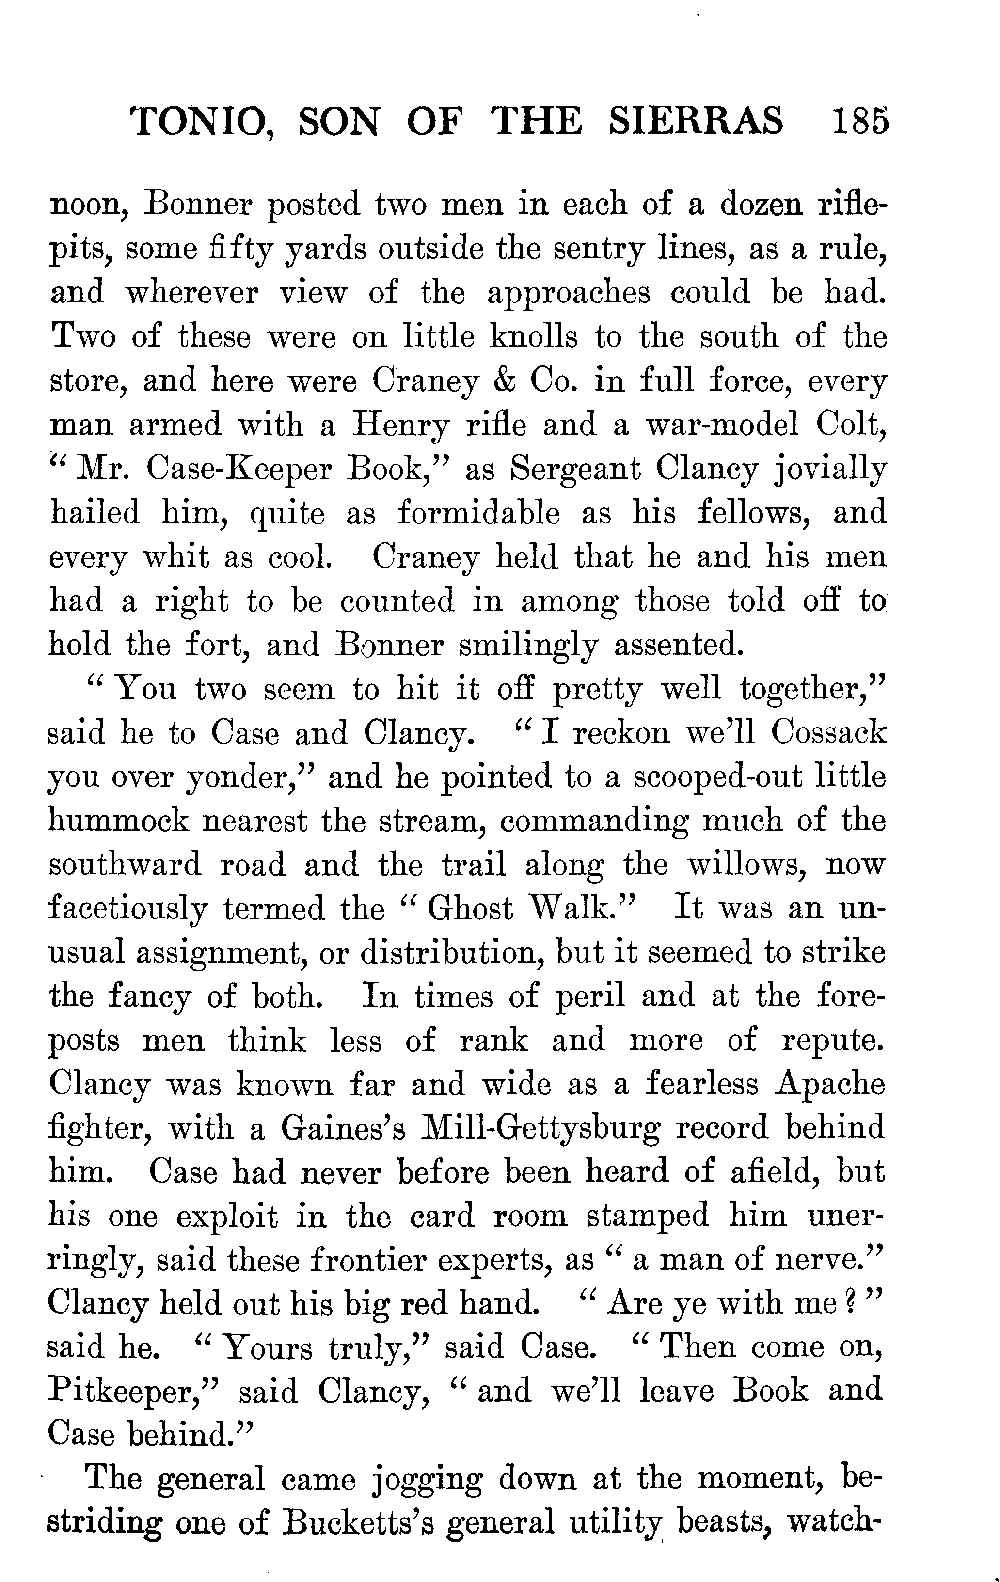 TONIO, SON OF THE SIERRAS 185
noon, Bonner posted two men in each of a dozen rifle-
pits, some fifty yards outside the sentry lines, as a rule,
and wherever view of the approaches could be had.
Two of these were on little knolls to the south of the
store, and here were Craney & Co. in full force, every
man armed with a Henry rifle and a war-model Colt,
“ Mr. Case-Keeper Book,” as Sergeant Clancy jovially
hailed him, quite as formidable as his fellows, and
every whit as cool. Craney held that he and his men
had a right to be counted in among those told off to
hold the fort, and Bonner smilingly assented.
“ You two seem to hit it off pretty well together,”
said he to Case and Clancy. “ I reckon we’ll Cossack
you over yonder,” and he pointed to a scooped-out little
hummock nearest the stream, commanding much of the
southward road and the trail along the willows, now
facetiously termed the “ Ghost Walk.” It was an un-
usual assignment, or distribution, but it seemed to strike
the fancy of both. In times of peril and at the fore-
posts men think less of rank and more of repute.
Clancy was known far and wide as a fearless Apache
fighter, with a Gaines’s Mill-Gettysburg record behind
him. Case had never before been heard of afield, but
his one exploit in the card room stamped him uner-
ringly, said these frontier experts, as “ a man of nerve.”
Clancy held out his big red hand. “ Are ye with me ? ”
said he. “ Yours truly,” said Case. “ Then come on,
Pitkeeper,” said Clancy, “ and we’ll leave Book and
Case behind.”
The general came jogging down at the moment, be-
striding one of Bucketts’s general utility beasts, watch-